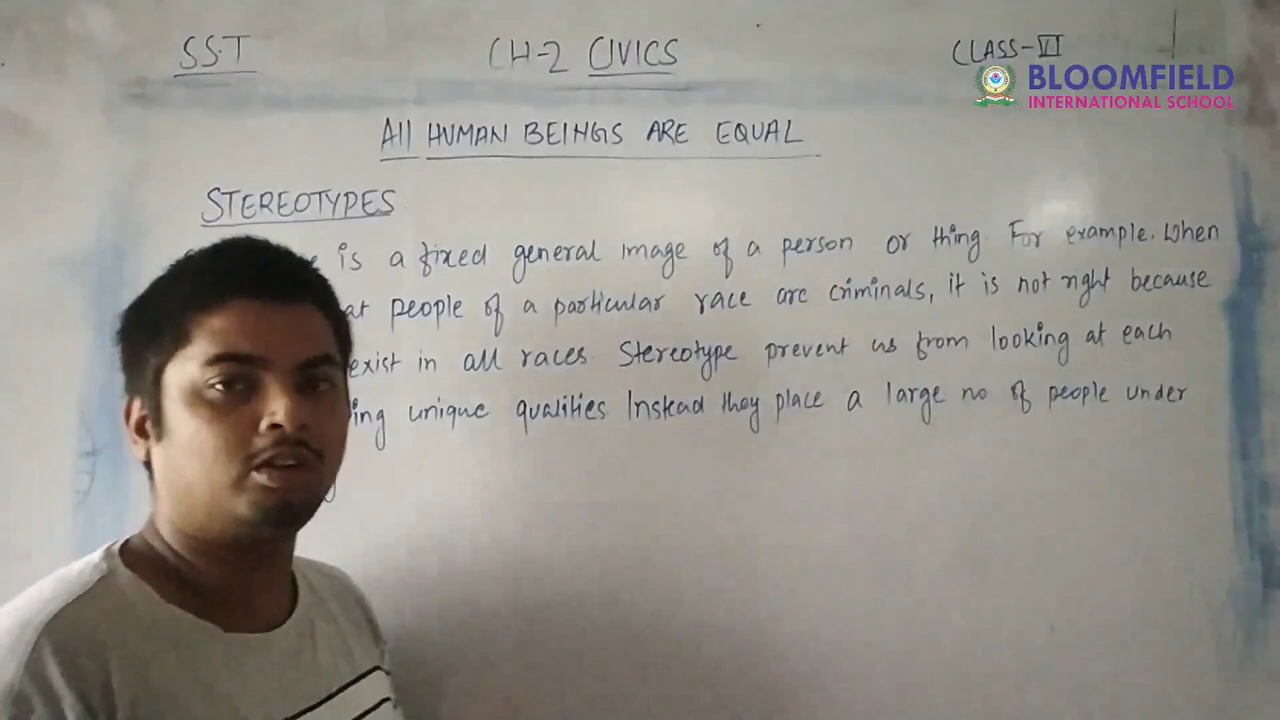 SS.T
CH-2 CIVICS
CLASS-VI
BLOOMFIELD
INTERNATIONAL SCHOOL
All HUMAN BEINGS ARE EQUAL
STEREOTYPES
is a fixed general image of a person or thing. For example. When
people of a particular race are criminals, it is not right because
exist in all races. Stereotype prevent us from looking at each
unique qualities. Instead they place a large no of people under